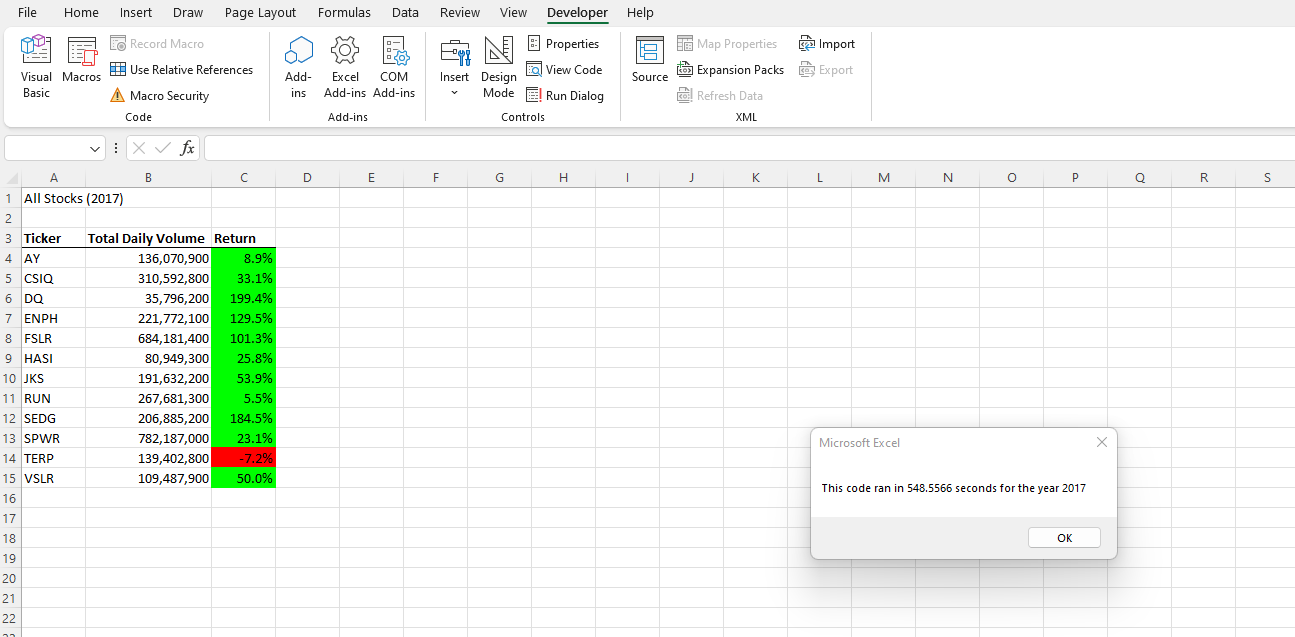 File Home Insert Draw Page Layout Formulas Data Review View Developer Help
Visual Basic
Macros
Record Macro
Use Relative References
Macro Security
Code
Add-ins
Excel Add-ins
COM Add-ins
Add-ins
Insert
Design Mode
Properties
View Code
Run Dialog
Controls
Source
Map Properties
Expansion Packs
Refresh Data
Import
Export
XML
fx
A B C D E F G H I J K L M N O P Q R S
1 All Stocks (2017)
2
3 Ticker Total Daily Volume Return
4 AY 136,070,900 8.9%
5 CSIQ 310,592,800 33.1%
6 DQ 35,796,200 199.4%
7 ENPH 221,772,100 129.5%
8 FSLR 684,181,400 101.3%
9 HASI 80,949,300 25.8%
10 JKS 191,632,200 53.9%
11 RUN 267,681,300 5.5%
12 SEDG 206,885,200 184.5%
13 SPWR 782,187,000 23.1%
14 TERP 139,402,800 -7.2%
15 VSLR 109,487,900 50.0%
16
17
18
19
20
21
22
Microsoft Excel
This code ran in 548.5566 seconds for the year 2017
OK